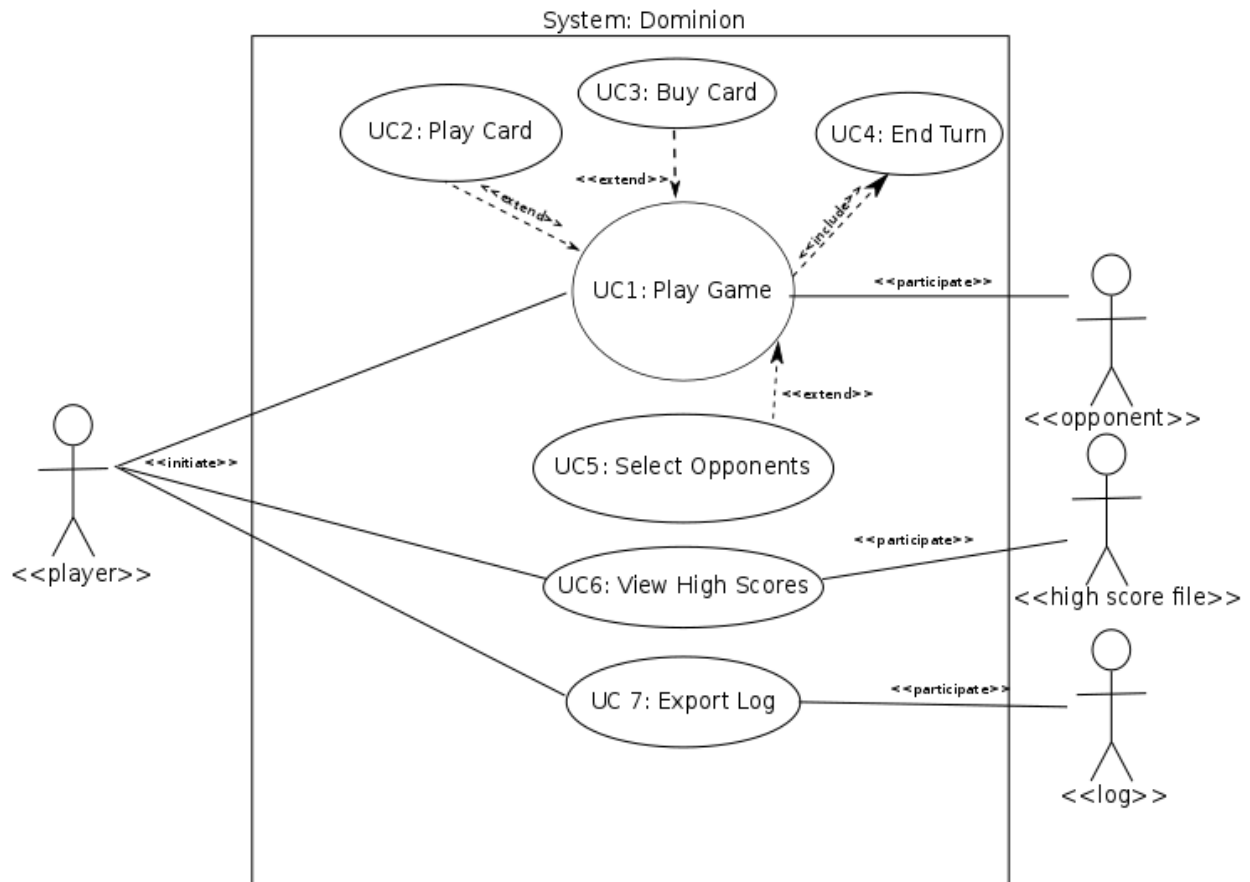 System: Dominion
UC3: Buy Card
UC2: Play Card
UC4: End Turn
<<extend>>
<<extend>>
<<include>>
UC1: Play Game
<<participate>>
<<extend>>
<<opponent>>
<<initiate>>
UC5: Select Opponents
<<participate>>
<<player>>
UC6: View High Scores
<<high score file>>
<<participate>>
UC 7: Export Log
<<log>>